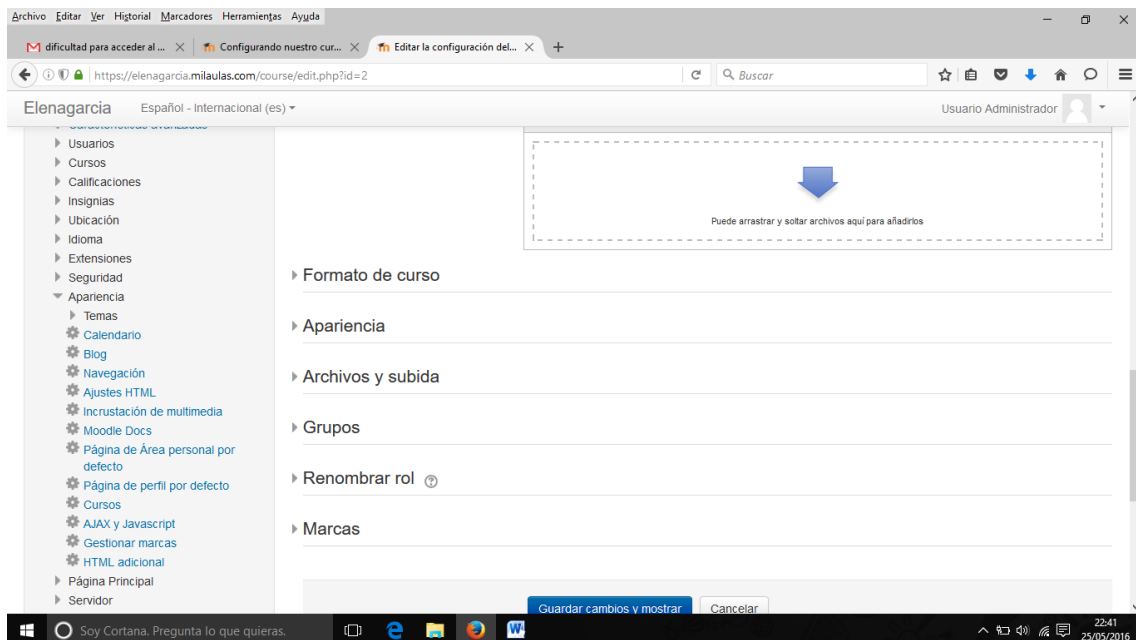 Archivo Editar Ver Historial Marcadores Herramientas Ayuda
dificultad para acceder al ...
Configurando nuestro cur...
Editar la configuración del...
https://elenagarcia.milaulas.com/course/edit.php?id=2
Buscar
Elenagarcia
Español - Internacional (es)
Usuario Administrador
Características avanzadas
Usuarios
Cursos
Calificaciones
Insignias
Ubicación
Idioma
Extensiones
Seguridad
Apariencia
Temas
Calendario
Blog
Navegación
Ajustes HTML
Incrustación de multimedia
Moodle Docs
Página de Área personal por
defecto
Página de perfil por defecto
Cursos
AJAX y Javascript
Gestionar marcas
HTML adicional
Página Principal
Servidor
Puede arrastrar y soltar archivos aquí para añadirlos
Formato de curso
Apariencia
Archivos y subida
Grupos
Renombrar rol
Marcas
Guardar cambios y mostrar
Cancelar
Soy Cortana. Pregunta lo que quieras.
22:41
25/05/2016